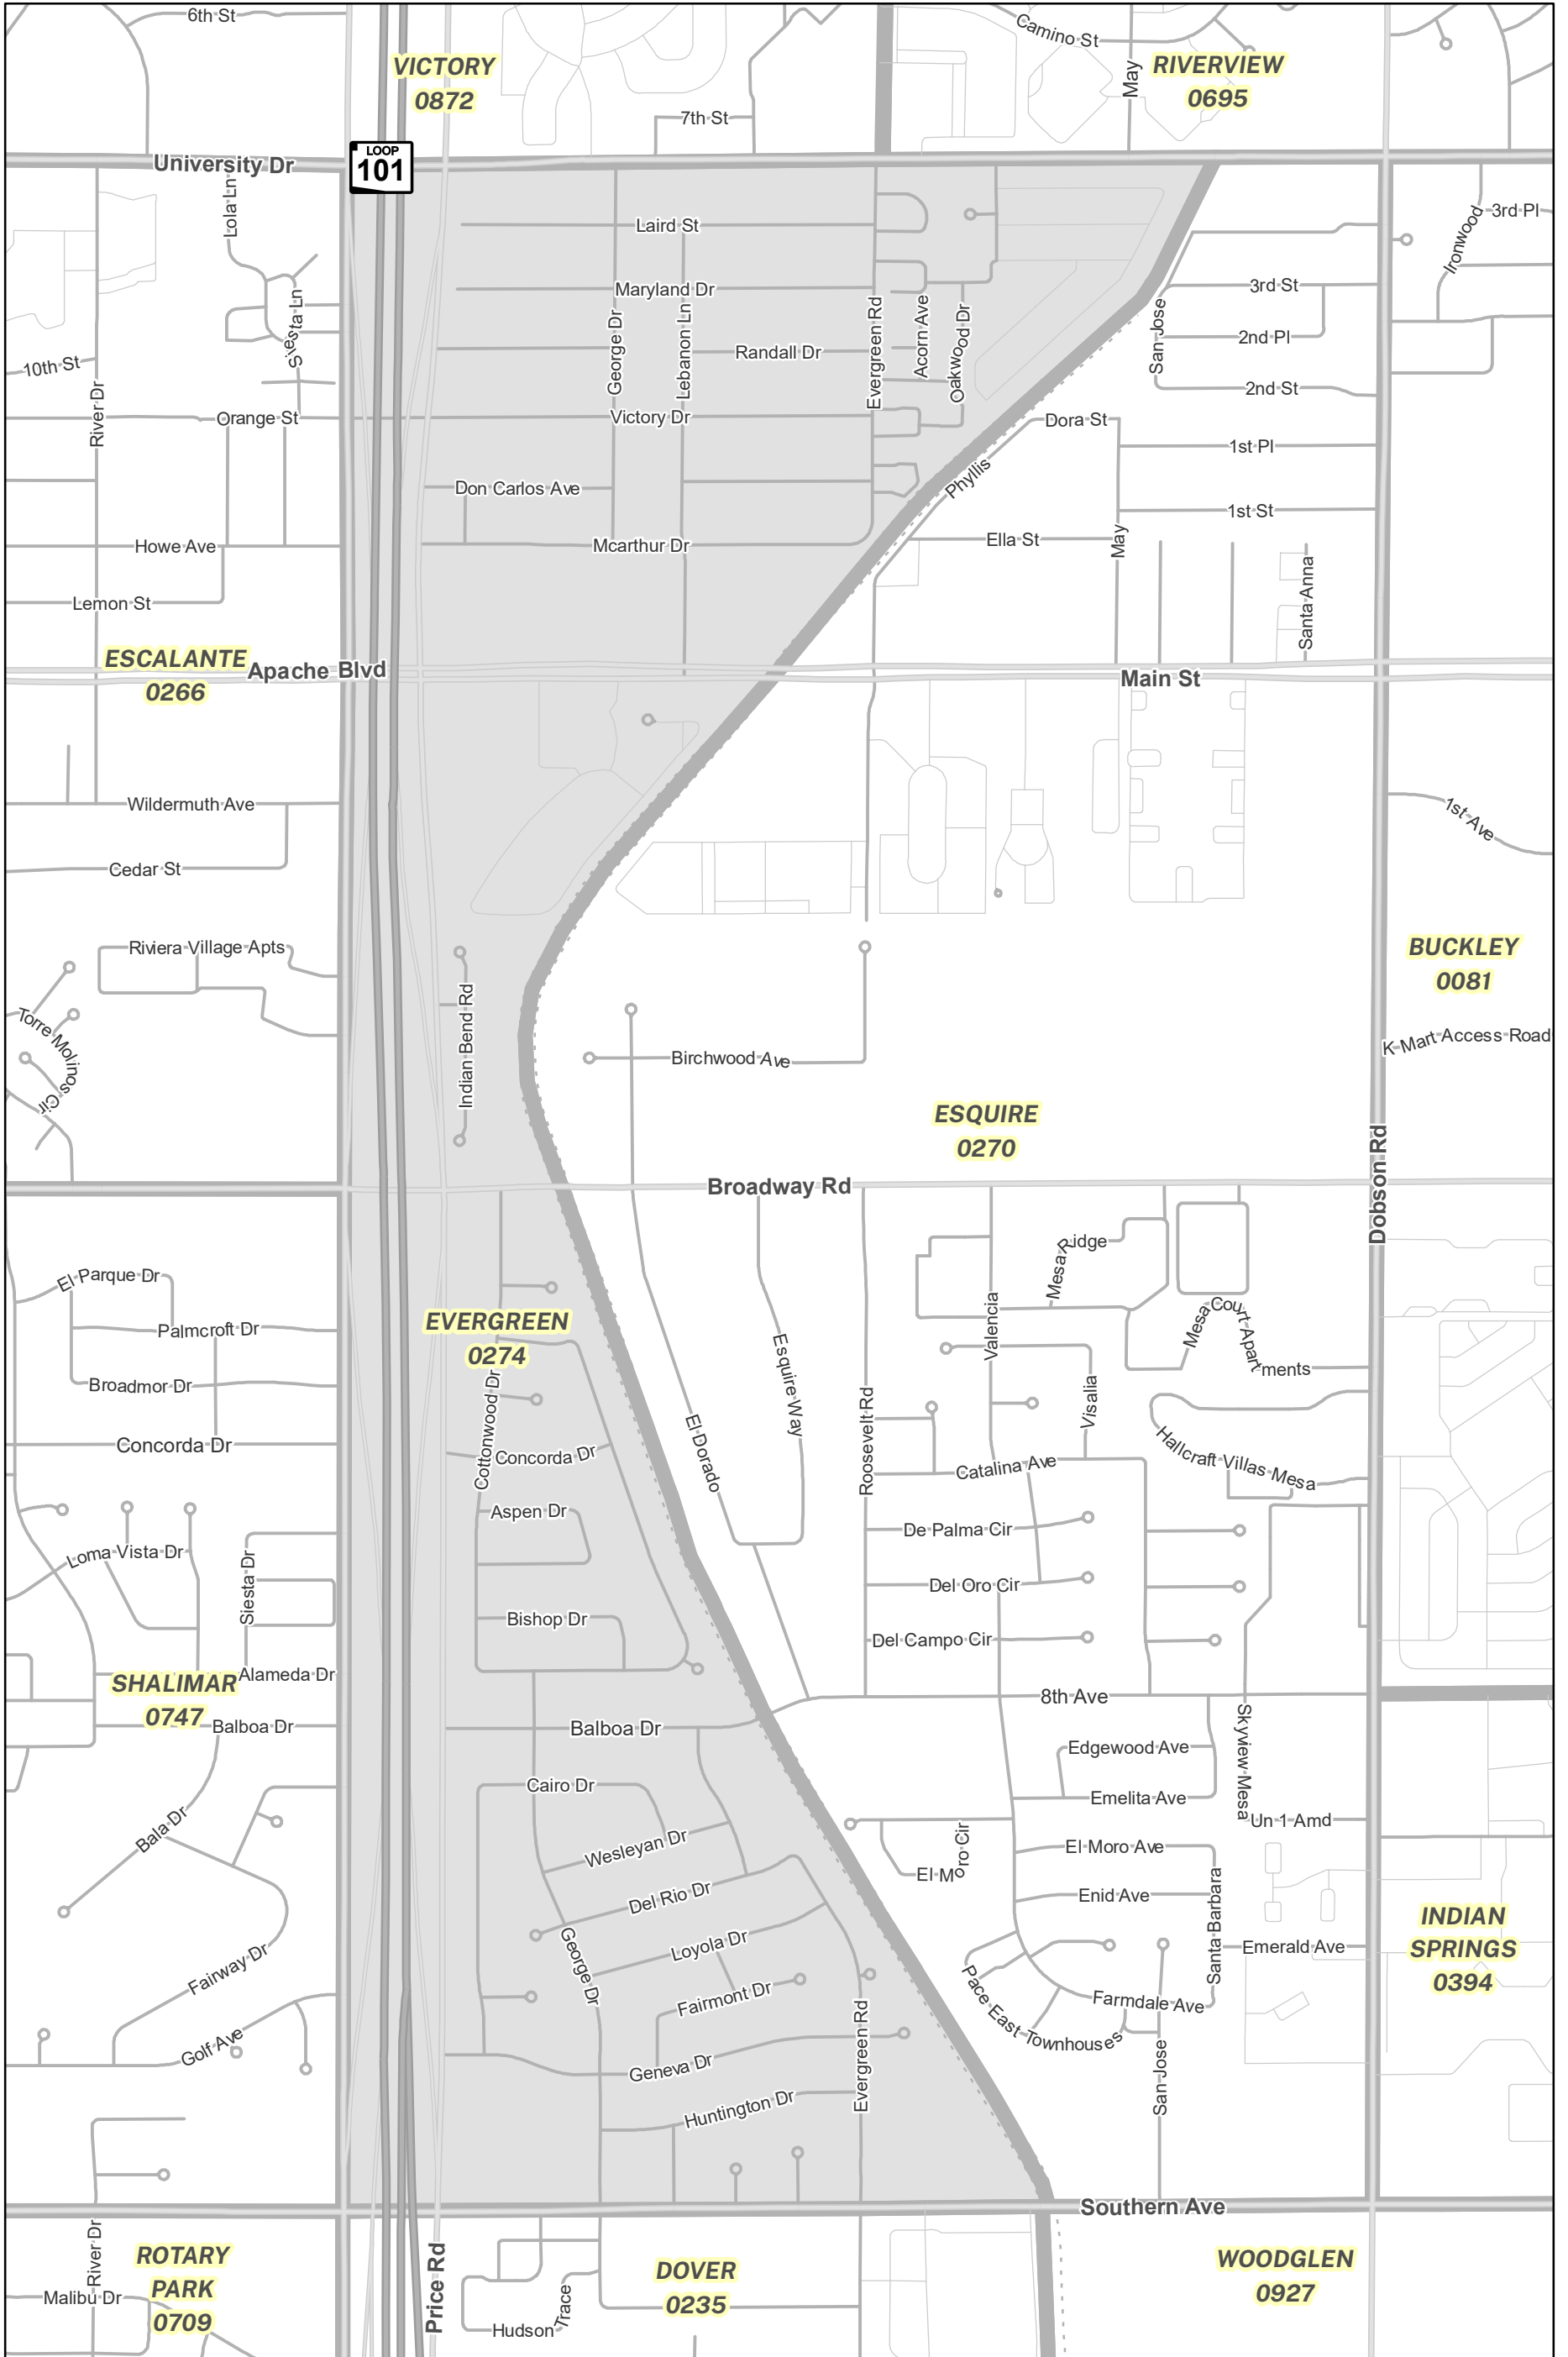 6th St
Camino St
VICTORY
0872
May
RIVERVIEW
0695
7th St
LOOP
101
University Dr
Lola Ln
Laird St
Ironwood
3rd Pl
Siesta Ln
Maryland Dr
3rd St
George Dr
Lebanon Ln
Evergreen Rd
Acorn Ave
Oakwood Dr
San Jose
2nd Pl
Randall Dr
10th St
River Dr
2nd St
Orange St
Victory Dr
Dora St
1st Pl
Phyllis
Don Carlos Ave
1st St
Howe Ave
Mcarthur Dr
Ella St
May
Santa Anna
Lemon St
ESCALANTE
0266
Apache Blvd
Main St
Wildermuth Ave
1st Ave
Cedar St
Riviera Village Apts
BUCKLEY
0081
Torre Molinos Cir
Indian Bend Rd
Birchwood Ave
K-Mart Access Road
ESQUIRE
0270
Broadway Rd
Dobson Rd
Mesa Ridge
El Parque Dr
EVERGREEN
0274
Palmcroft Dr
Valencia
Mesa Court Apartments
Esquire Way
Broadmor Dr
Cottonwood Dr
Roosevelt Rd
Visalia
Concorda Dr
Concorda Dr
El Dorado
Catalina Ave
Hallcraft Villas Mesa
Aspen Dr
De Palma Cir
Loma Vista Dr
Siesta Dr
Del Oro Cir
Bishop Dr
Del Campo Cir
SHALIMAR
0747
Alameda Dr
8th Ave
Balboa Dr
Balboa Dr
Skyview Mesa
Edgewood Ave
Cairo Dr
Emelita Ave
Un 1 Amd
Bala Dr
Wesleyan Dr
El Moro Cir
El Moro Ave
Del Rio Dr
Enid Ave
Santa Barbara
INDIAN
SPRINGS
0394
Loyola Dr
George Dr
Emerald Ave
Fairway Dr
Fairmont Dr
Pace East Townhouses
Farmdale Ave
Golf Ave
Evergreen Rd
Geneva Dr
San Jose
Huntington Dr
Southern Ave
River Dr
ROTARY
PARK
0709
Price Rd
DOVER
0235
WOODGLEN
0927
Malibu Dr
Trace
Hudson